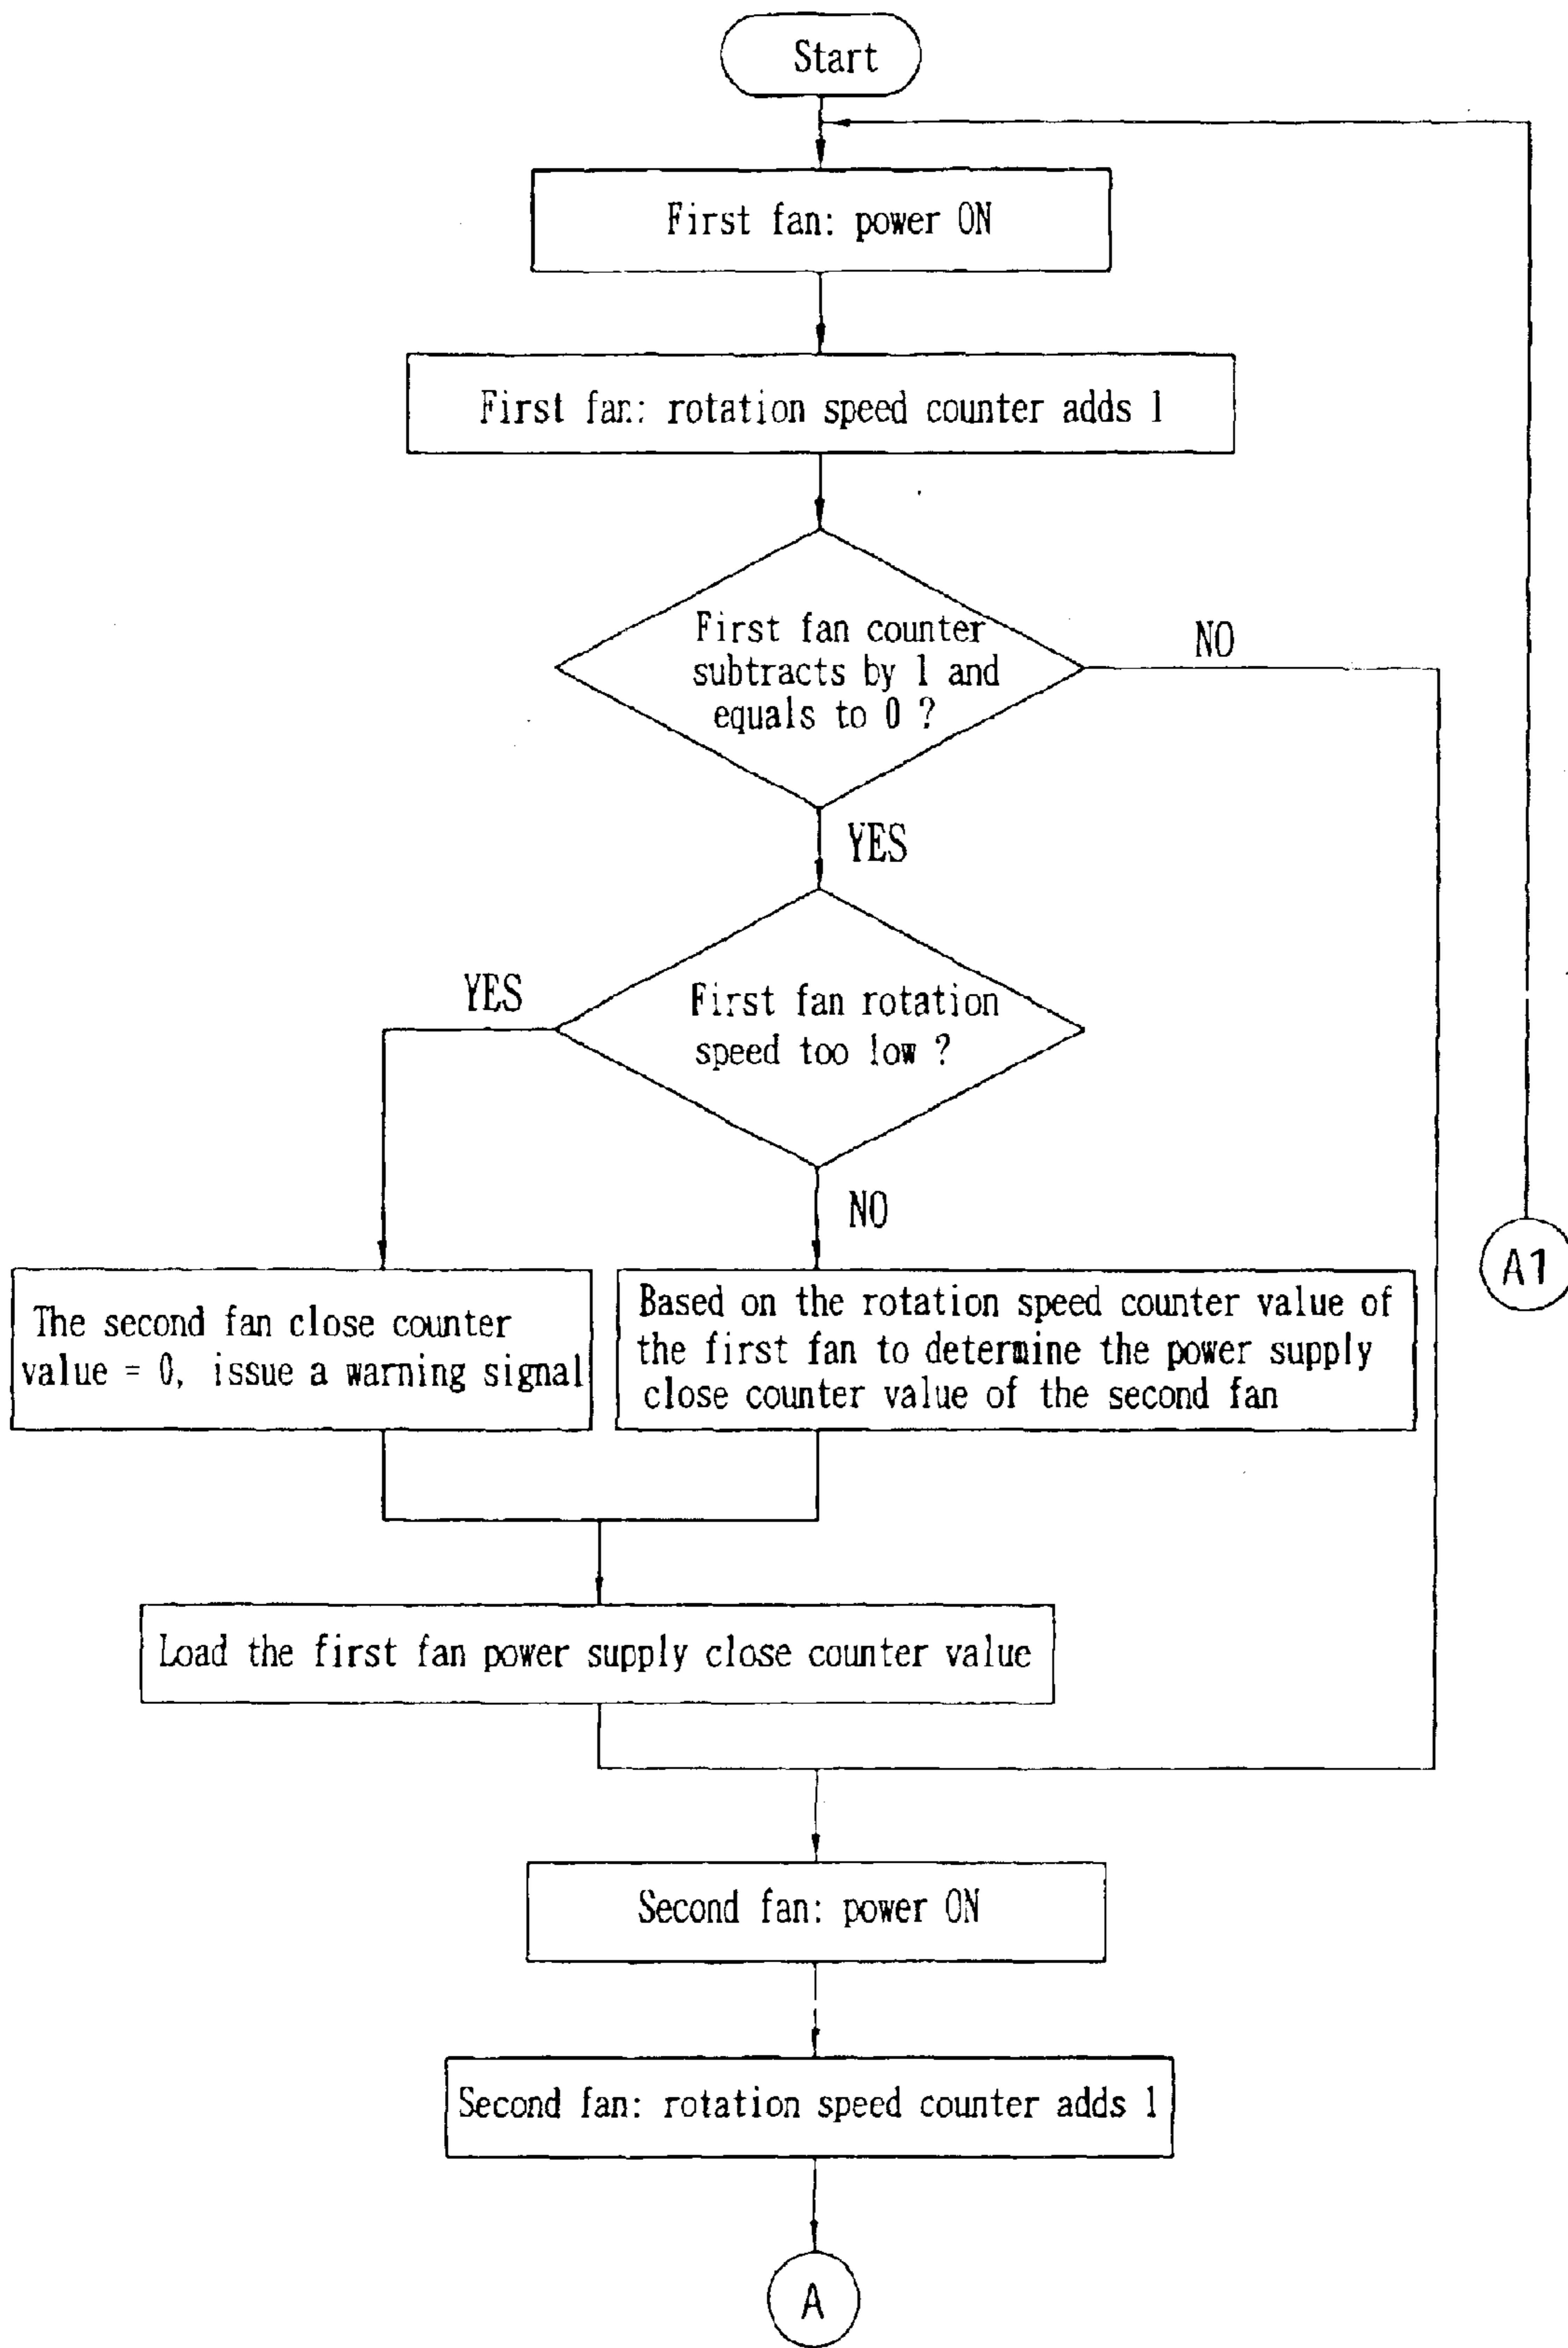 Start
First fan: power ON
First fan: rotation speed counter adds 1
First fan counter
subtracts by 1 and
equals to 0 ?
NO
YES
First fan rotation
speed too low ?
YES
NO
The second fan close counter
value = 0, issue a warning signal
Based on the rotation speed counter value of
the first fan to determine the power supply
close counter value of the second fan
A1
Load the first fan power supply close counter value
Second fan: power ON
Second fan: rotation speed counter adds 1
A